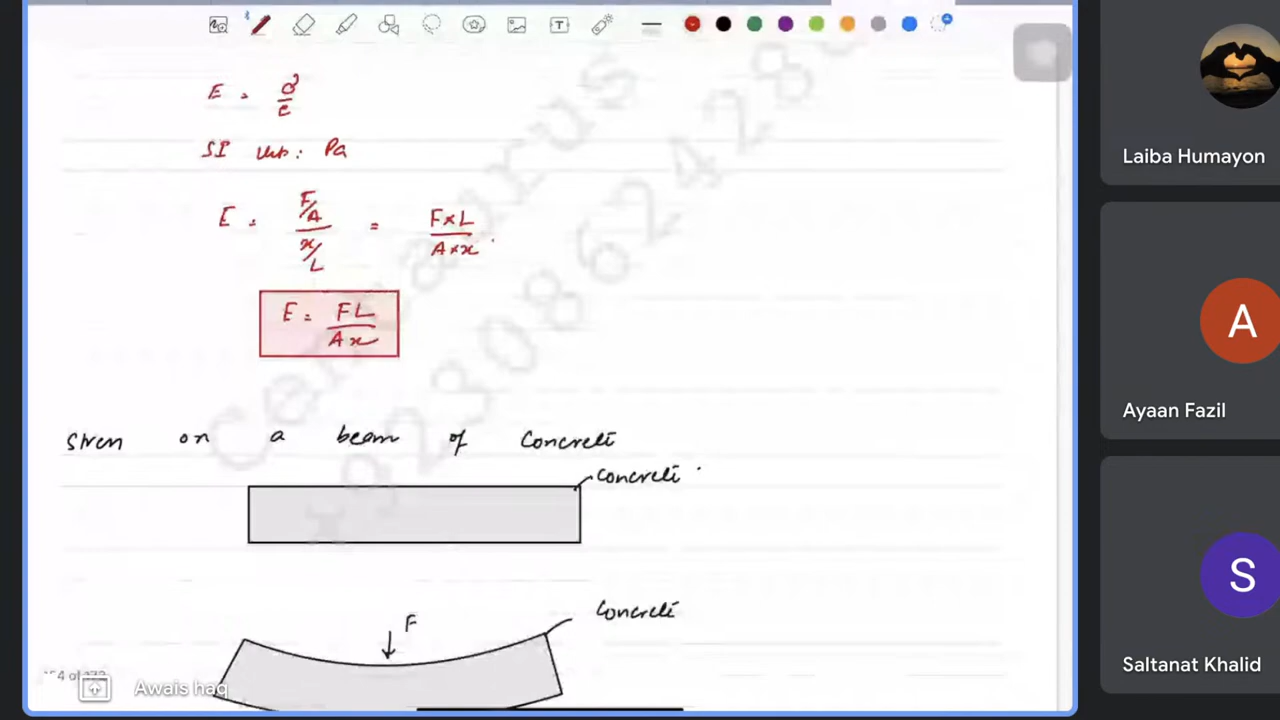 E = σ/ε
SI Unit: Pa
E = F/A / x/L = F×L / A×x
E = FL / Ax
Stress on a beam of Concrete
Concrete
F
Concrete
Awais haq
Laiba Humayon
A
Ayaan Fazil
S
Saltanat Khalid
Centaurus
T